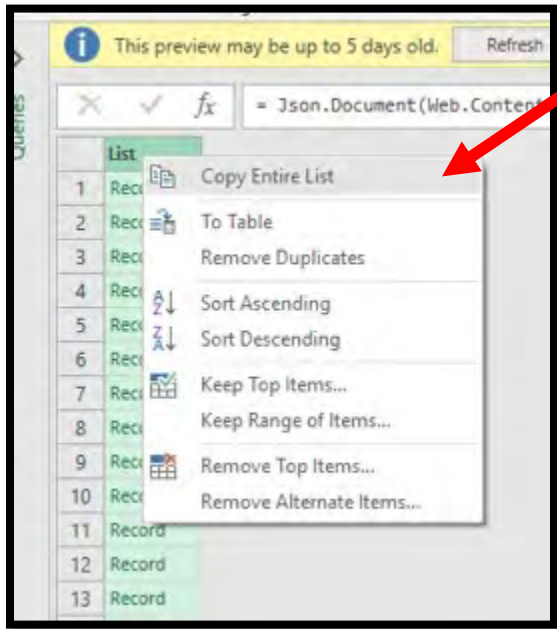 This preview may be up to 5 days old. Refresh
Queries
fx = Json.Document(Web.Content
List
Copy Entire List
1
2 To Table
3 Remove Duplicates
4
Sort Ascending
5
Sort Descending
6
7 Keep Top Items...
8 Keep Range of Items...
9 Remove Top Items...
10 Remove Alternate Items...
11 Record
12 Record
13 Record